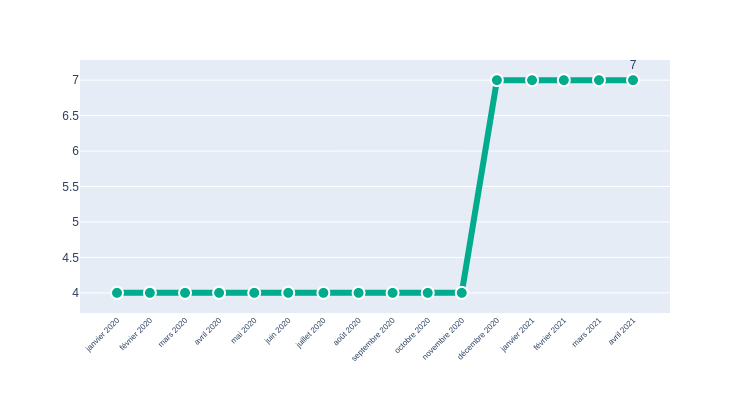 7
7
6.5
6
5.5
5
4.5
4
janvier 2020
février 2020
mars 2020
avril 2020
mai 2020
juin 2020
juillet 2020
août 2020
septembre 2020
octobre 2020
novembre 2020
décembre 2020
janvier 2021
février 2021
mars 2021
avril 2021